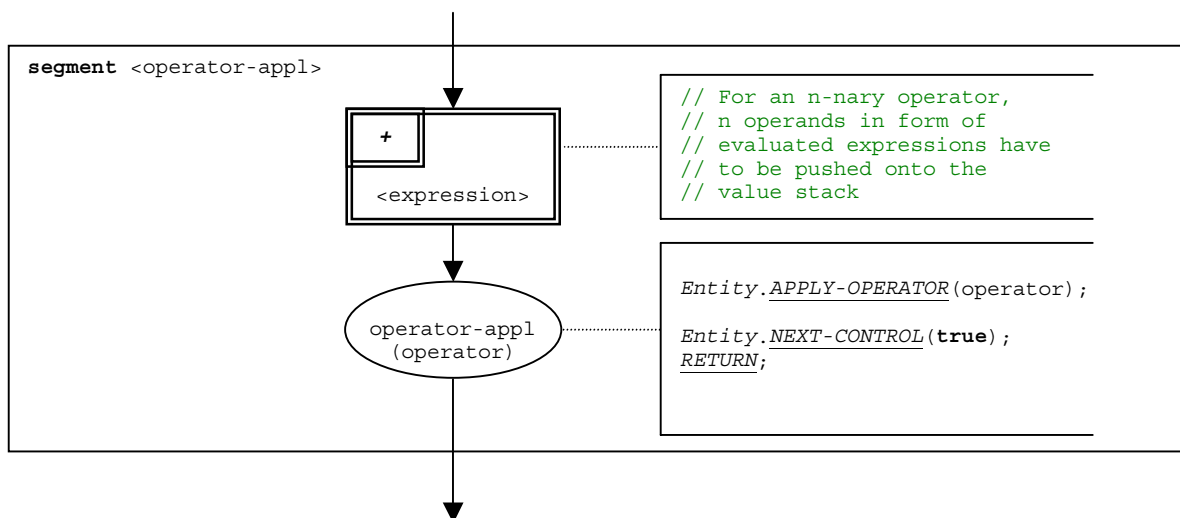 segment <operator-appl>
+
<expression>
// For an n-nary operator,
// n operands in form of
// evaluated expressions have
// to be pushed onto the
// value stack
operator-appl
(operator)
Entity.APPLY-OPERATOR(operator);
Entity.NEXT-CONTROL(true);
RETURN;